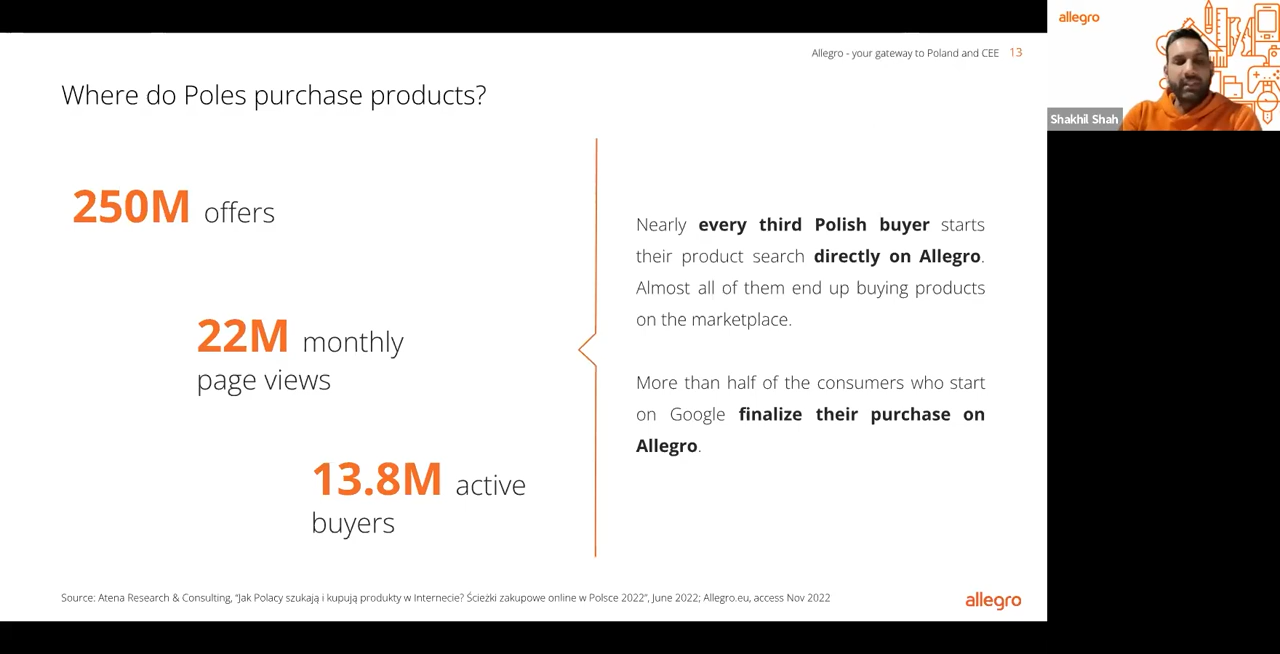 Allegro - your gateway to Poland and CEE 13
Where do Poles purchase products?
250M offers
22M monthly
page views
13.8M active
buyers
Nearly every third Polish buyer starts
their product search directly on Allegro.
Almost all of them end up buying products
on the marketplace.
More than half of the consumers who start
on Google finalize their purchase on
Allegro.
Source: Atena Research & Consulting, “Jak Polacy szukają i kupują produkty w Internecie? Ścieżki zakupowe online w Polsce 2022”, June 2022; Allegro.eu, access Nov 2022
allegro
allegro
Shakhil Shah